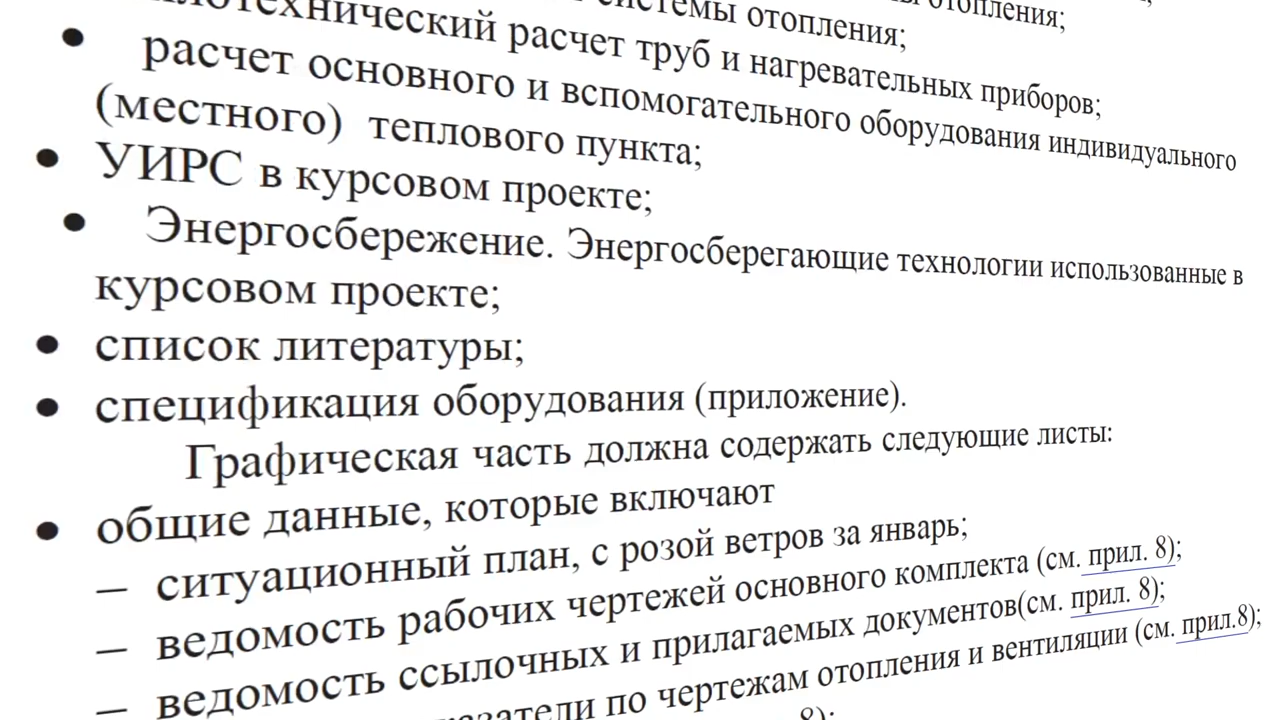 отопления;
системы отопления;
расчет труб и нагревательных приборов;
• расчет основного и вспомогательного оборудования индивидуального
(местного) теплового пункта;
• УИРС в курсовом проекте;
• Энергосбережение. Энергосберегающие технологии использованные в
курсовом проекте;
• список литературы;
• спецификация оборудования (приложение).
Графическая часть должна содержать следующие листы:
• общие данные, которые включают
– ситуационный план, с розой ветров за январь;
– ведомость рабочих чертежей основного комплекта (см. прил. 8);
– ведомость ссылочных и прилагаемых документов(см. прил. 8);
– по чертежам отопления и вентиляции (см. прил.8);
8);